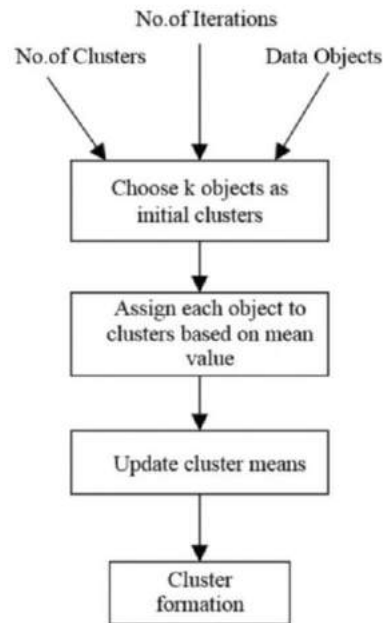 No.of Iterations
No.of Clusters
Data Objects
Choose k objects as
initial clusters
Assign each object to
clusters based on mean
value
Update cluster means
Cluster
formation